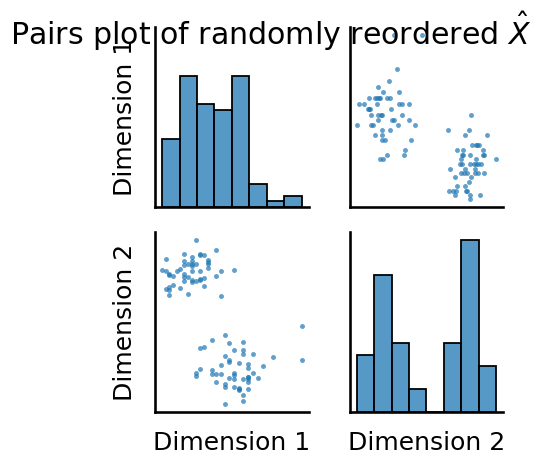 Pairs plot of randomly reordered X̂
Dimension 1
Dimension 2
Dimension 1
Dimension 2